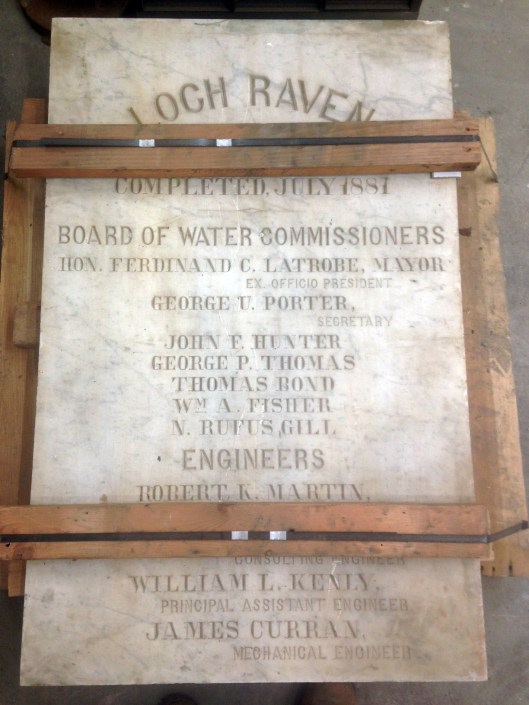 LOCH RAVEN
COMPLETED, JULY 1881
BOARD OF WATER COMMISSIONERS
HON. FERDINAND C. LATROBE, MAYOR
EX. OFFICIO PRESIDENT
GEORGE U. PORTER,
SECRETARY
JOHN F. HUNTER
GEORGE P. THOMAS
THOMAS BOND
WM A. FISHER
N. RUFUS GILL
ENGINEERS
ROBERT. K. MARTIN,
CONSULTING ENGINEER
WILLIAM L. KENLY,
PRINCIPAL ASSISTANT ENGINEER
JAMES CURRAN,
MECHANICAL ENGINEER